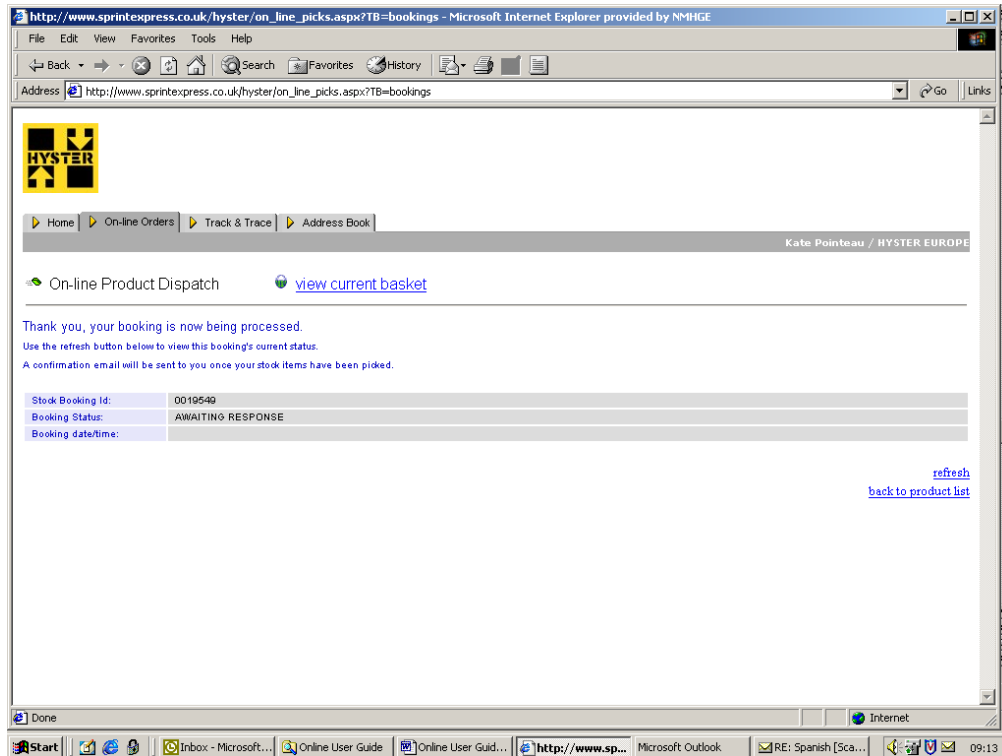 http://www.sprintexpress.co.uk/hyster/on_line_picks.aspx?TB=bookings - Microsoft Internet Explorer provided by NMHGE
File Edit View Favorites Tools Help
Back Search Favorites History
Address http://www.sprintexpress.co.uk/hyster/on_line_picks.aspx?TB=bookings Go Links
HYSTER
Home On-line Orders Track & Trace Address Book
Kate Pointeau / HYSTER EUROPE
On-line Product Dispatch view current basket
Thank you, your booking is now being processed.
Use the refresh button below to view this booking's current status.
A confirmation email will be sent to you once your stock items have been picked.
Stock Booking Id: 0019549
Booking Status: AWAITING RESPONSE
Booking date/time:
refresh
back to product list
Done Internet
Start Inbox - Microsoft... Online User Guide Online User Guid... http://www.sp... Microsoft Outlook RE: Spanish [Sca... 09:13